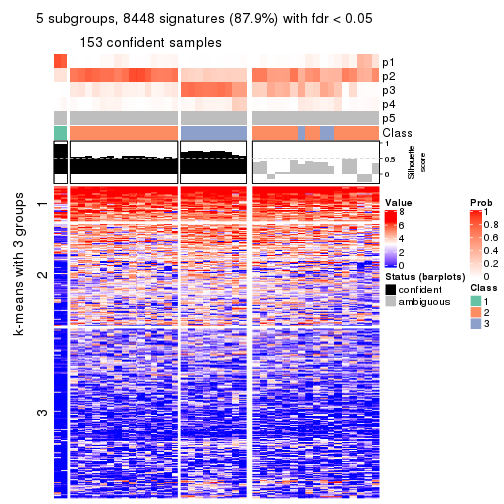 5 subgroups, 8448 signatures (87.9%) with fdr < 0.05
153 confident samples
p1
p2
p3
p4
p5
Class
1
0.5
0
Silhouette
score
k-means with 3 groups
1
2
3
Value
8
6
4
2
0
Status (barplots)
confident
ambiguous
Prob
1
0.8
0.6
0.4
0.2
0
Class
1
2
3